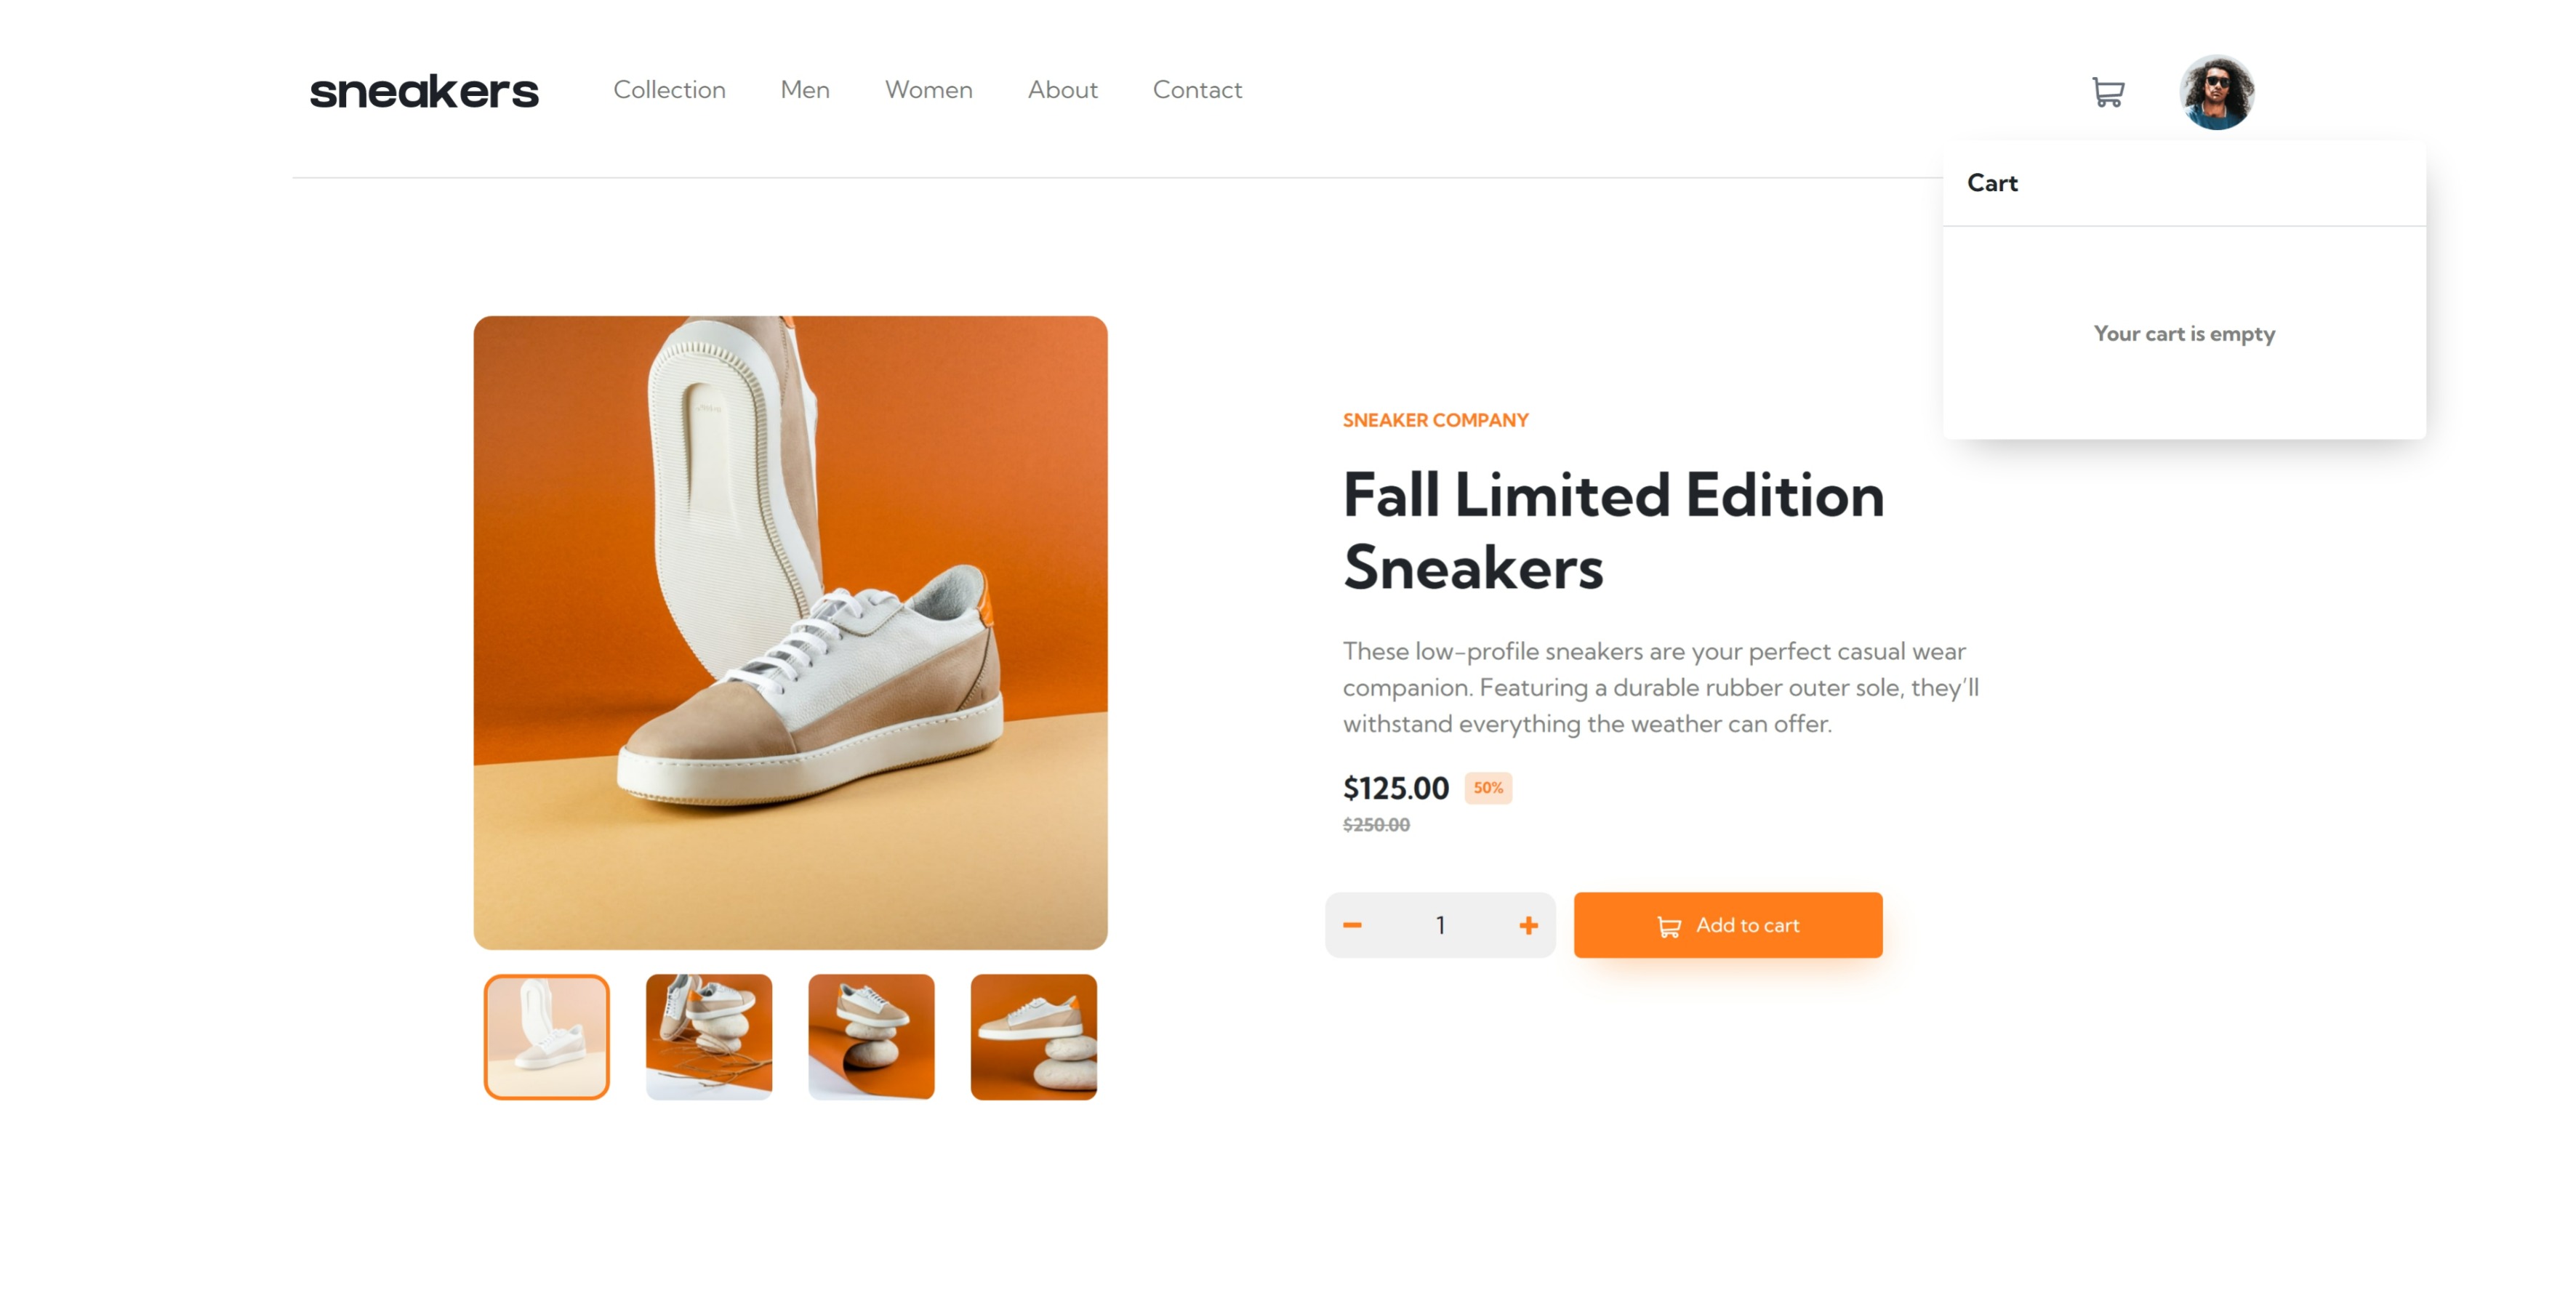 sneakers
Collection
Men
Women
About
Contact
Cart
Your cart is empty
SNEAKER COMPANY
Fall Limited Edition
Sneakers
These low-profile sneakers are your perfect casual wear
companion. Featuring a durable rubber outer sole, they'll
withstand everything the weather can offer.
$125.00 50%
$250.00
1
Add to cart